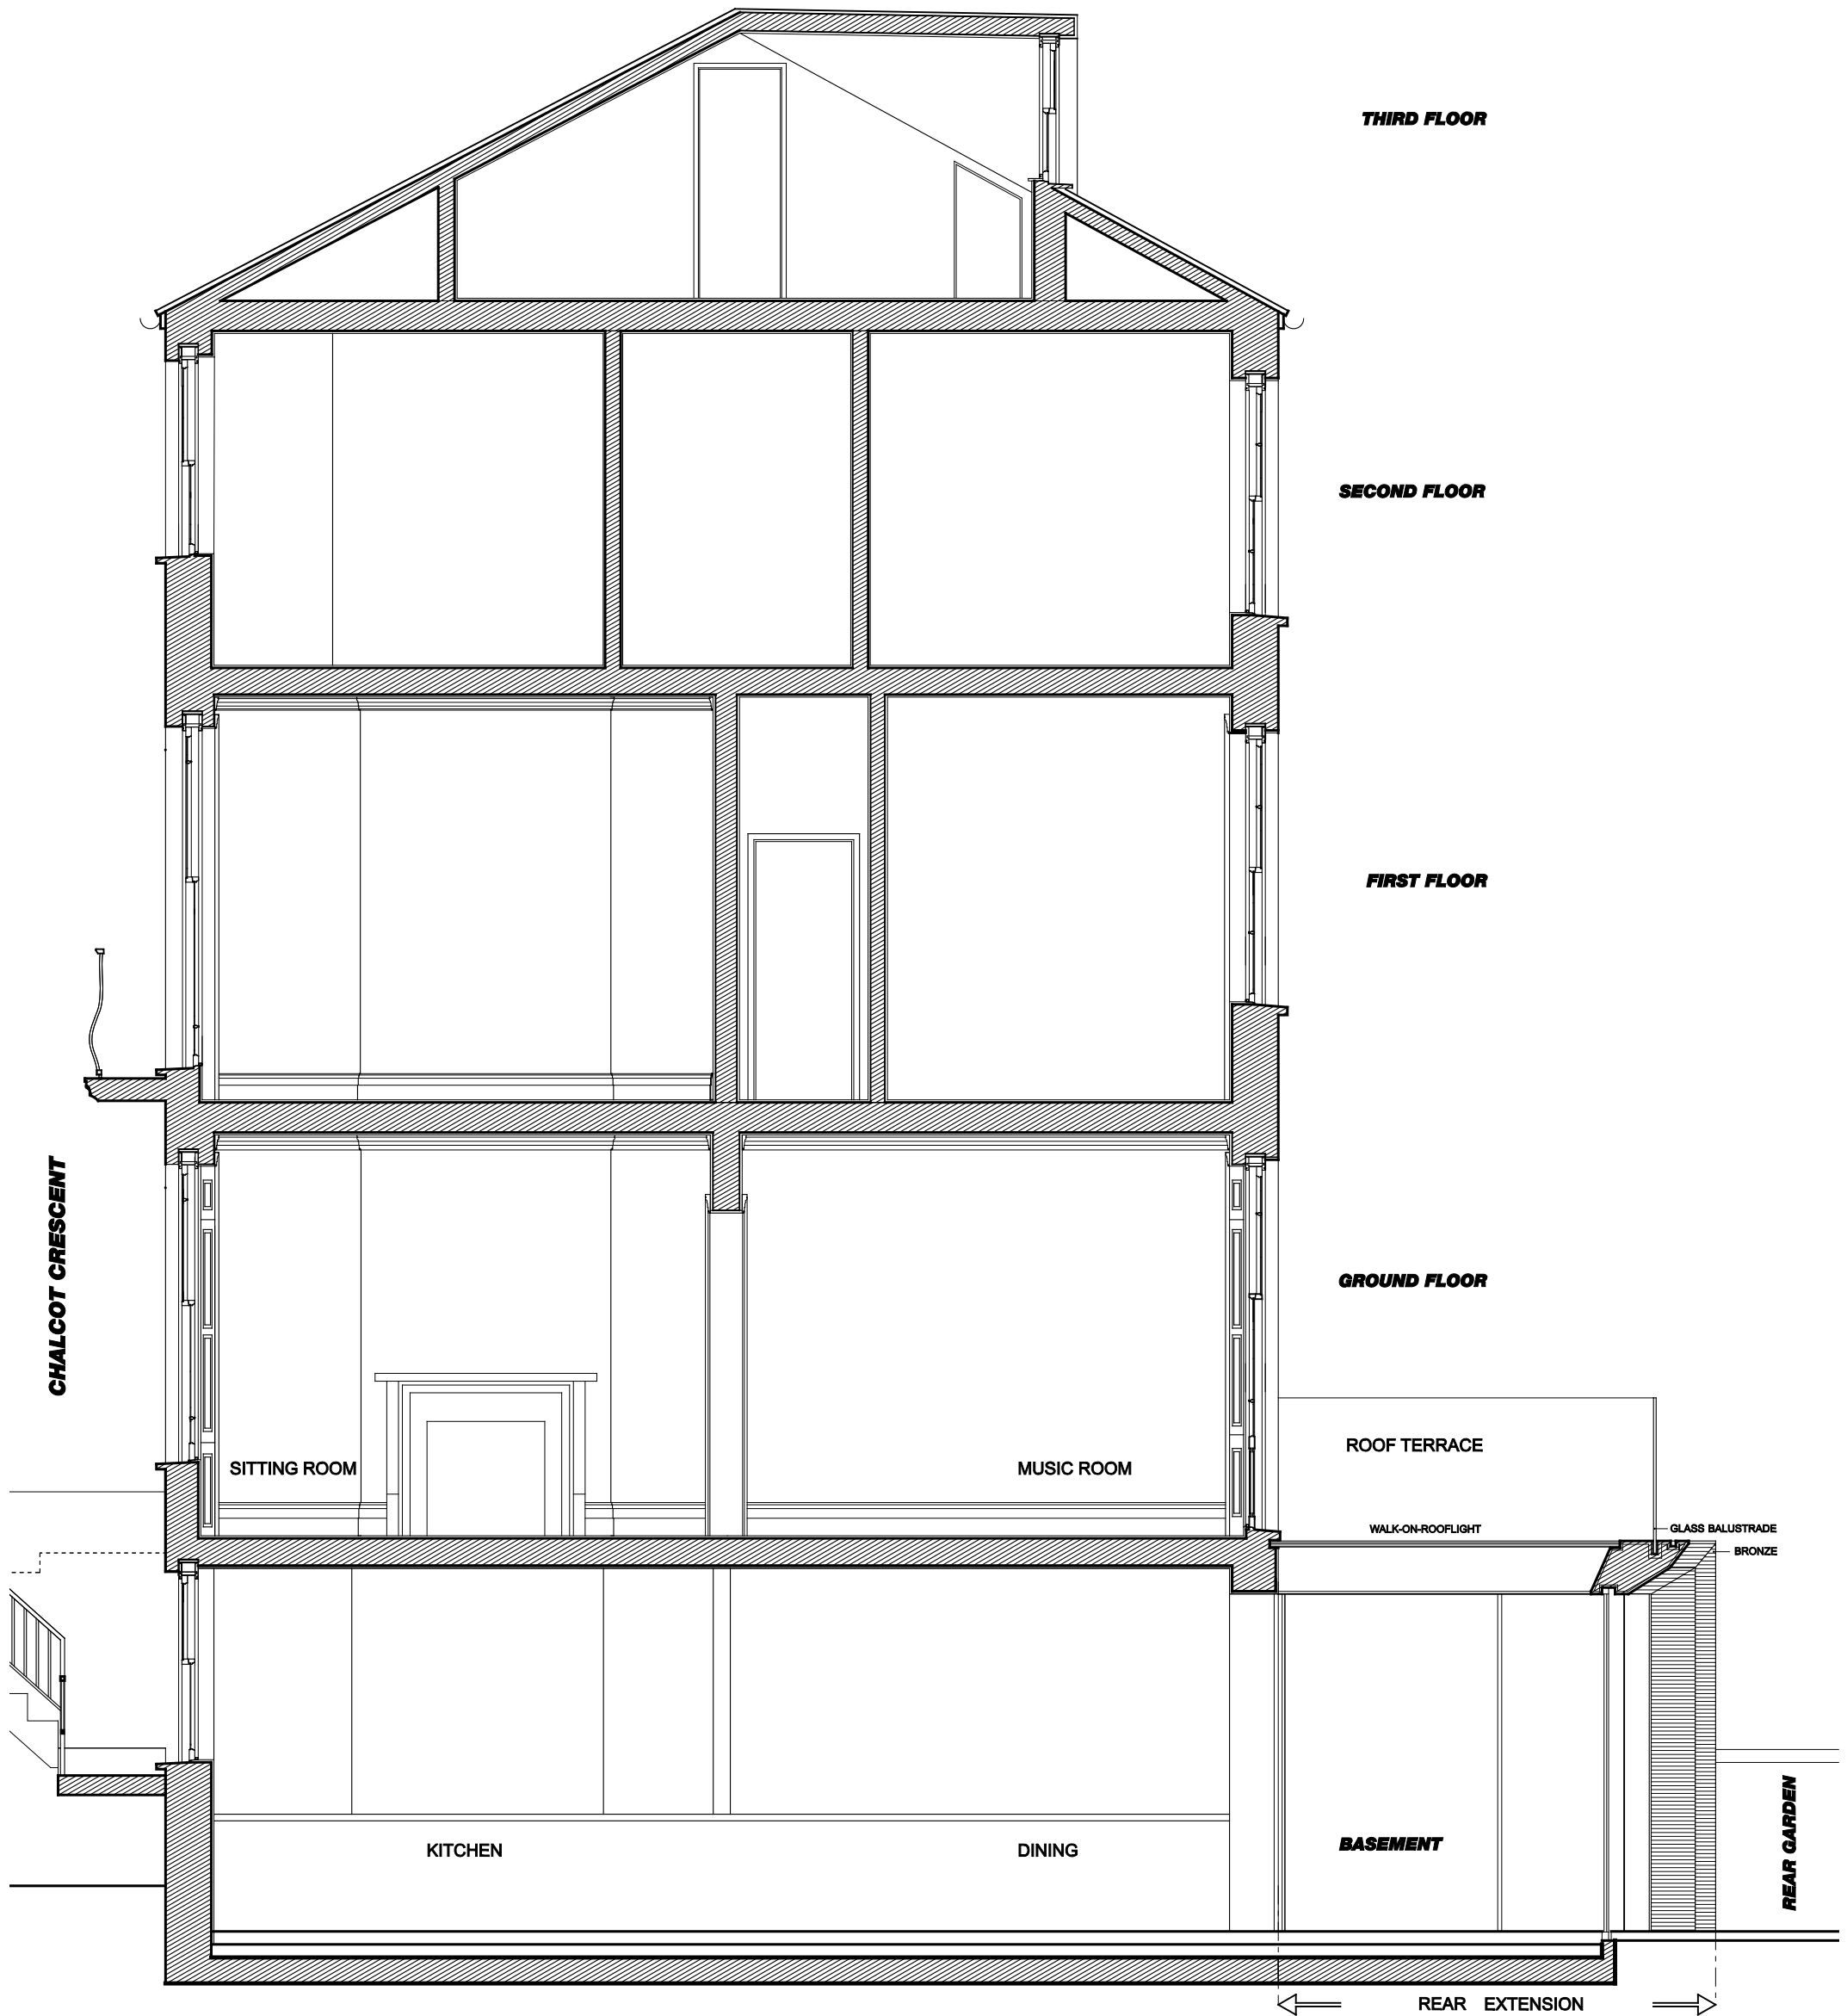 THIRD FLOOR
SECOND FLOOR
FIRST FLOOR
CHALCOT CRESCENT
GROUND FLOOR
ROOF TERRACE
SITTING ROOM
MUSIC ROOM
WALK-ON-ROOFLIGHT
GLASS BALUSTRADE
BRONZE
KITCHEN
DINING
BASEMENT
REAR GARDEN
REAR EXTENSION